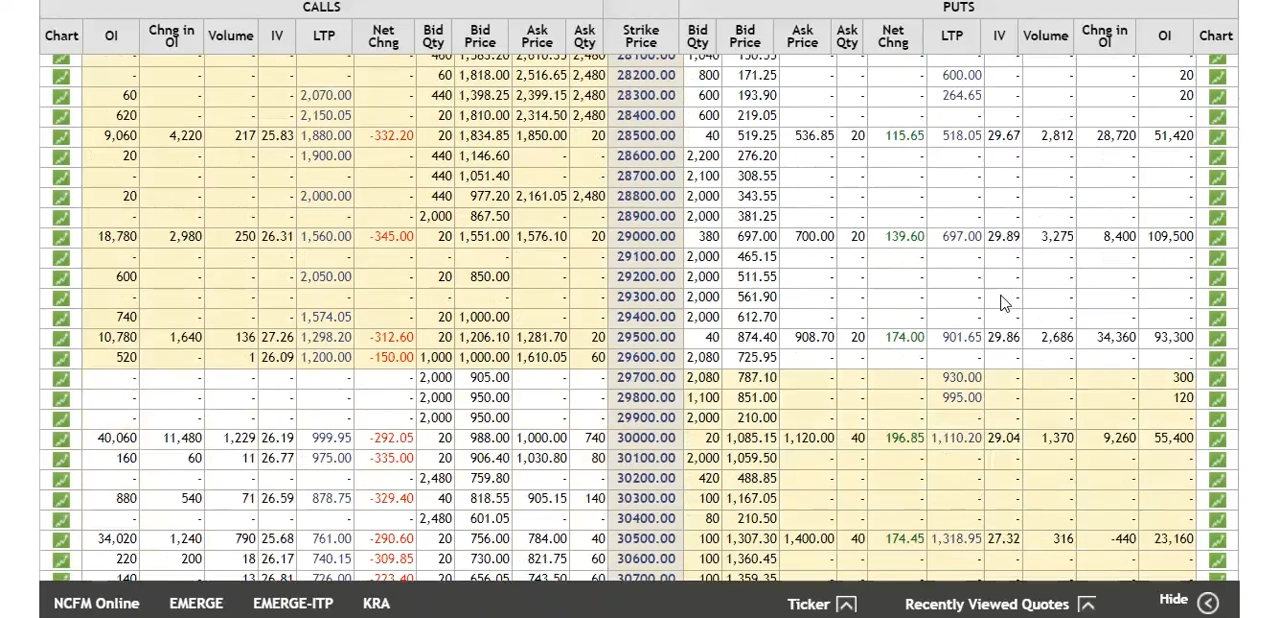 CALLS PUTS
Chart OI Chng in OI Volume IV LTP Net Chng Bid Qty Bid Price Ask Price Ask Qty Strike Price Bid Qty Bid Price Ask Price Ask Qty Net Chng LTP IV Volume Chng in OI OI Chart
- - - - - - 60 1,818.00 2,516.65 2,480 28200.00 800 171.25 - - - 600.00 - - - 20
60 - - - 2,070.00 - 440 1,398.25 2,399.15 2,480 28300.00 600 193.90 - - - 264.65 - - - 20
620 - - - 2,150.05 - 20 1,810.00 2,314.50 2,480 28400.00 600 219.05 - - - - - - - -
9,060 4,220 217 25.83 1,880.00 -332.20 20 1,834.85 1,850.00 20 28500.00 40 519.25 536.85 20 115.65 518.05 29.67 2,812 28,720 51,420
20 - - - 1,900.00 - 440 1,146.60 - - 28600.00 2,200 276.20 - - - - - - - -
- - - - - - 440 1,051.40 - - 28700.00 2,100 308.55 - - - - - - - -
20 - - - 2,000.00 - 440 977.20 2,161.05 2,480 28800.00 2,000 343.55 - - - - - - - -
- - - - - - 2,000 867.50 - - 28900.00 2,000 381.25 - - - - - - - -
18,780 2,980 250 26.31 1,560.00 -345.00 20 1,551.00 1,576.10 20 29000.00 380 697.00 700.00 20 139.60 697.00 29.89 3,275 8,400 109,500
- - - - - - - - - - 29100.00 2,000 465.15 - - - - - - - -
600 - - - 2,050.00 - 20 850.00 - - 29200.00 2,000 511.55 - - - - - - - -
- - - - - - - - - - 29300.00 2,000 561.90 - - - - - - - -
740 - - - 1,574.05 - 20 1,000.00 - - 29400.00 2,000 612.70 - - - - - - - -
10,780 1,640 136 27.26 1,298.20 -312.60 20 1,206.10 1,281.70 20 29500.00 40 874.40 908.70 20 174.00 901.65 29.86 2,686 34,360 93,300
520 - 1 26.09 1,200.00 -150.00 1,000 1,000.00 1,610.05 60 29600.00 2,080 725.95 - - - - - - - -
- - - - - - 2,000 905.00 - - 29700.00 2,080 787.10 - - - 930.00 - - - 300
- - - - - - 2,000 950.00 - - 29800.00 1,100 851.00 - - - 995.00 - - - 120
- - - - - - 2,000 950.00 - - 29900.00 2,000 210.00 - - - - - - - -
40,060 11,480 1,229 26.19 999.95 -292.05 20 988.00 1,000.00 740 30000.00 20 1,085.15 1,120.00 40 196.85 1,110.20 29.04 1,370 9,260 55,400
160 60 11 26.77 975.00 -335.00 20 906.40 1,030.80 80 30100.00 2,000 1,059.50 - - - - - - - -
- - - - - - 2,480 759.80 - - 30200.00 420 488.85 - - - - - - - -
880 540 71 26.59 878.75 -329.40 40 818.55 905.15 140 30300.00 100 1,167.05 - - - - - - - -
- - - - - - 2,480 601.05 - - 30400.00 80 210.50 - - - - - - - -
34,020 1,240 790 25.68 761.00 -290.60 20 756.00 784.00 40 30500.00 100 1,307.30 1,400.00 40 174.45 1,318.95 27.32 316 -440 23,160
220 200 18 26.17 740.15 -309.85 20 730.00 821.75 60 30600.00 100 1,360.45 - - - - - - - -
NCFM Online EMERGE EMERGE-ITP KRA Ticker Recently Viewed Quotes Hide